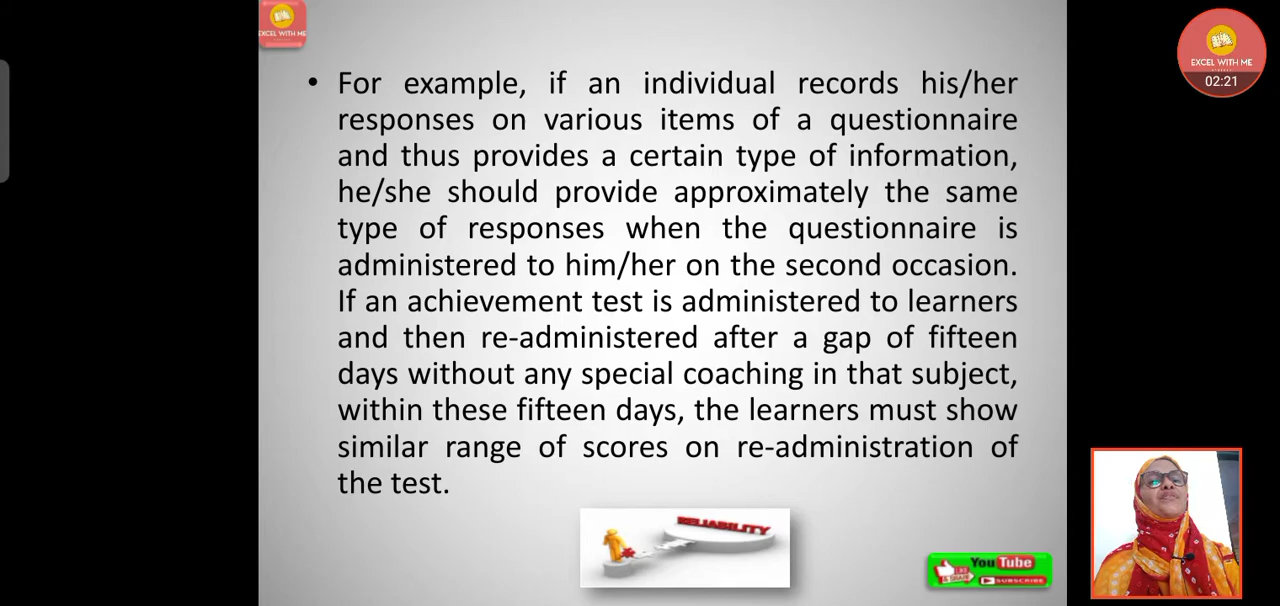 EXCEL WITH ME
EXCEL WITH ME
02:21
• For example, if an individual records his/her
responses on various items of a questionnaire
and thus provides a certain type of information,
he/she should provide approximately the same
type of responses when the questionnaire is
administered to him/her on the second occasion.
If an achievement test is administered to learners
and then re-administered after a gap of fifteen
days without any special coaching in that subject,
within these fifteen days, the learners must show
similar range of scores on re-administration of
the test.
RELIABILITY
YouTube
LIKE
& SHARE
SUBSCRIBE